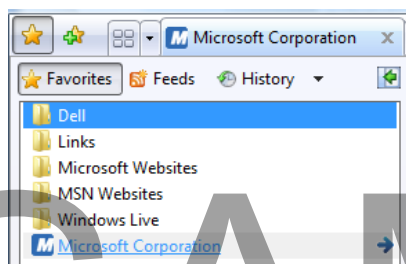 Microsoft Corporation
Favorites Feeds History
Dell
Links
Microsoft Websites
MSN Websites
Windows Live
Microsoft Corporation